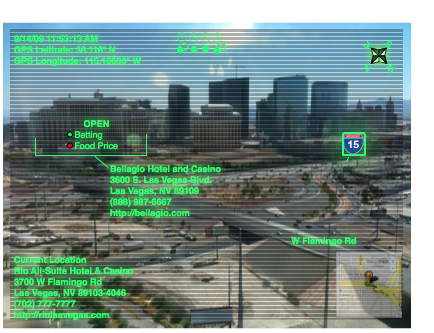 9/14/09 11:53:13 AM
GPS Latitude: 36.118° N
GPS Longitude: W
OPEN
Betting
Food Price
15
Bellagio Hotel and Casino
3600 S. Las Vegas Blvd.
Las Vegas, NV 89109
(888) 987-6667
http://bellagio.com
W Flamingo Rd
Current Location
Rio All-Suite Hotel & Casino
3700 W Flamingo Rd
Las Vegas, NV 89103-4046
(702) 777-7777
http://riolasvegas.com